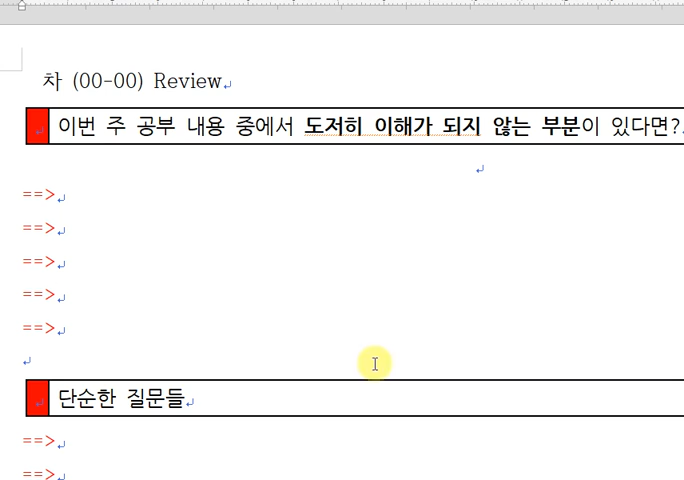 차 (00-00) Review
이번 주 공부 내용 중에서 도저히 이해가 되지 않는 부분이 있다면?
==>
==>
==>
==>
==>
단순한 질문들
==>
==>